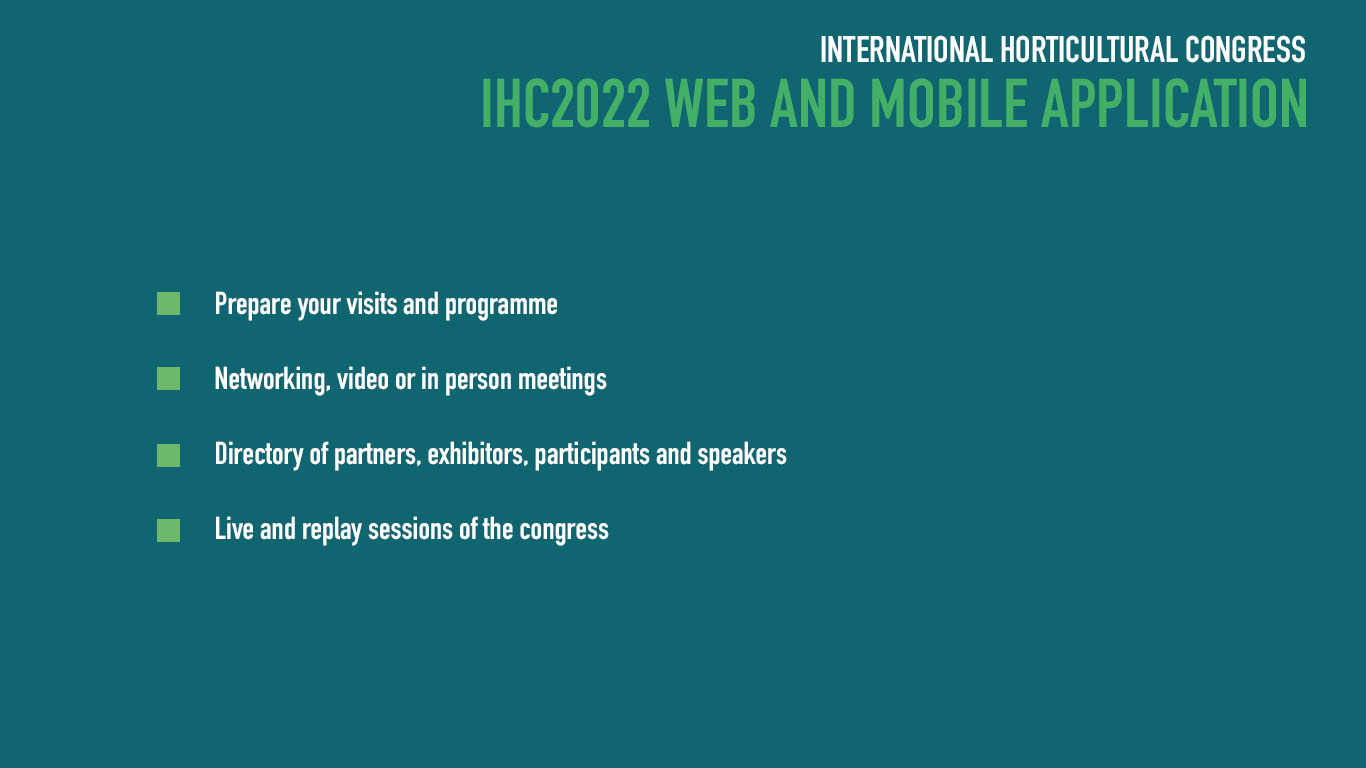 INTERNATIONAL HORTICULTURAL CONGRESS
IHC2022 WEB AND MOBILE APPLICATION
Prepare your visits and programme
Networking, video or in person meetings
Directory of partners, exhibitors, participants and speakers
Live and replay sessions of the congress